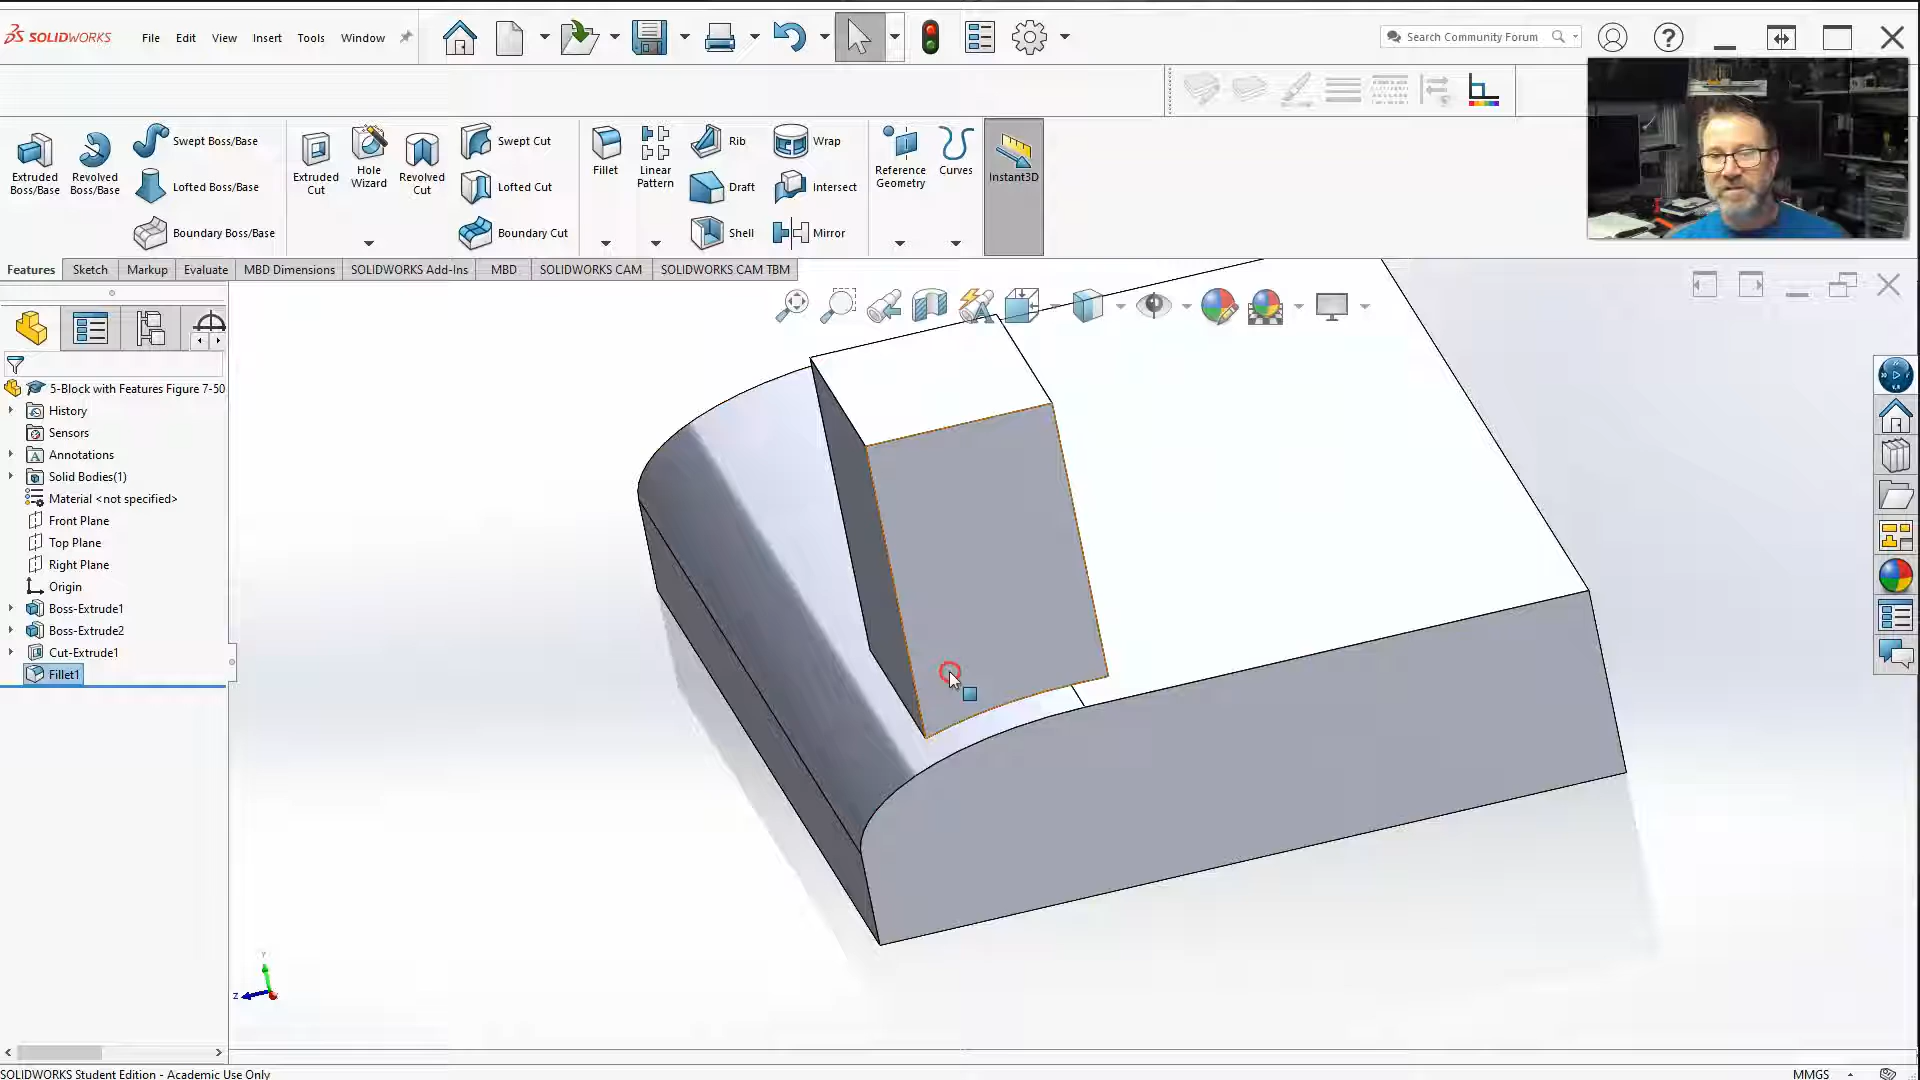 SOLIDWORKS File Edit View Insert Tools Window Search Community Forum
Extruded Boss/Base
Revolved Boss/Base
Swept Boss/Base
Lofted Boss/Base
Boundary Boss/Base
Extruded Cut
Hole Wizard
Revolved Cut
Swept Cut
Lofted Cut
Boundary Cut
Fillet
Linear Pattern
Rib
Draft
Shell
Wrap
Intersect
Mirror
Reference Geometry
Curves
Instant3D
Features Sketch Markup Evaluate MBD Dimensions SOLIDWORKS Add-Ins MBD SOLIDWORKS CAM SOLIDWORKS CAM TBM
5-Block with Features Figure 7-50
History
Sensors
Annotations
Solid Bodies(1)
Material <not specified>
Front Plane
Top Plane
Right Plane
Origin
Boss-Extrude1
Boss-Extrude2
Cut-Extrude1
Fillet1
Y
Z
SOLIDWORKS Student Edition - Academic Use Only
MMGS